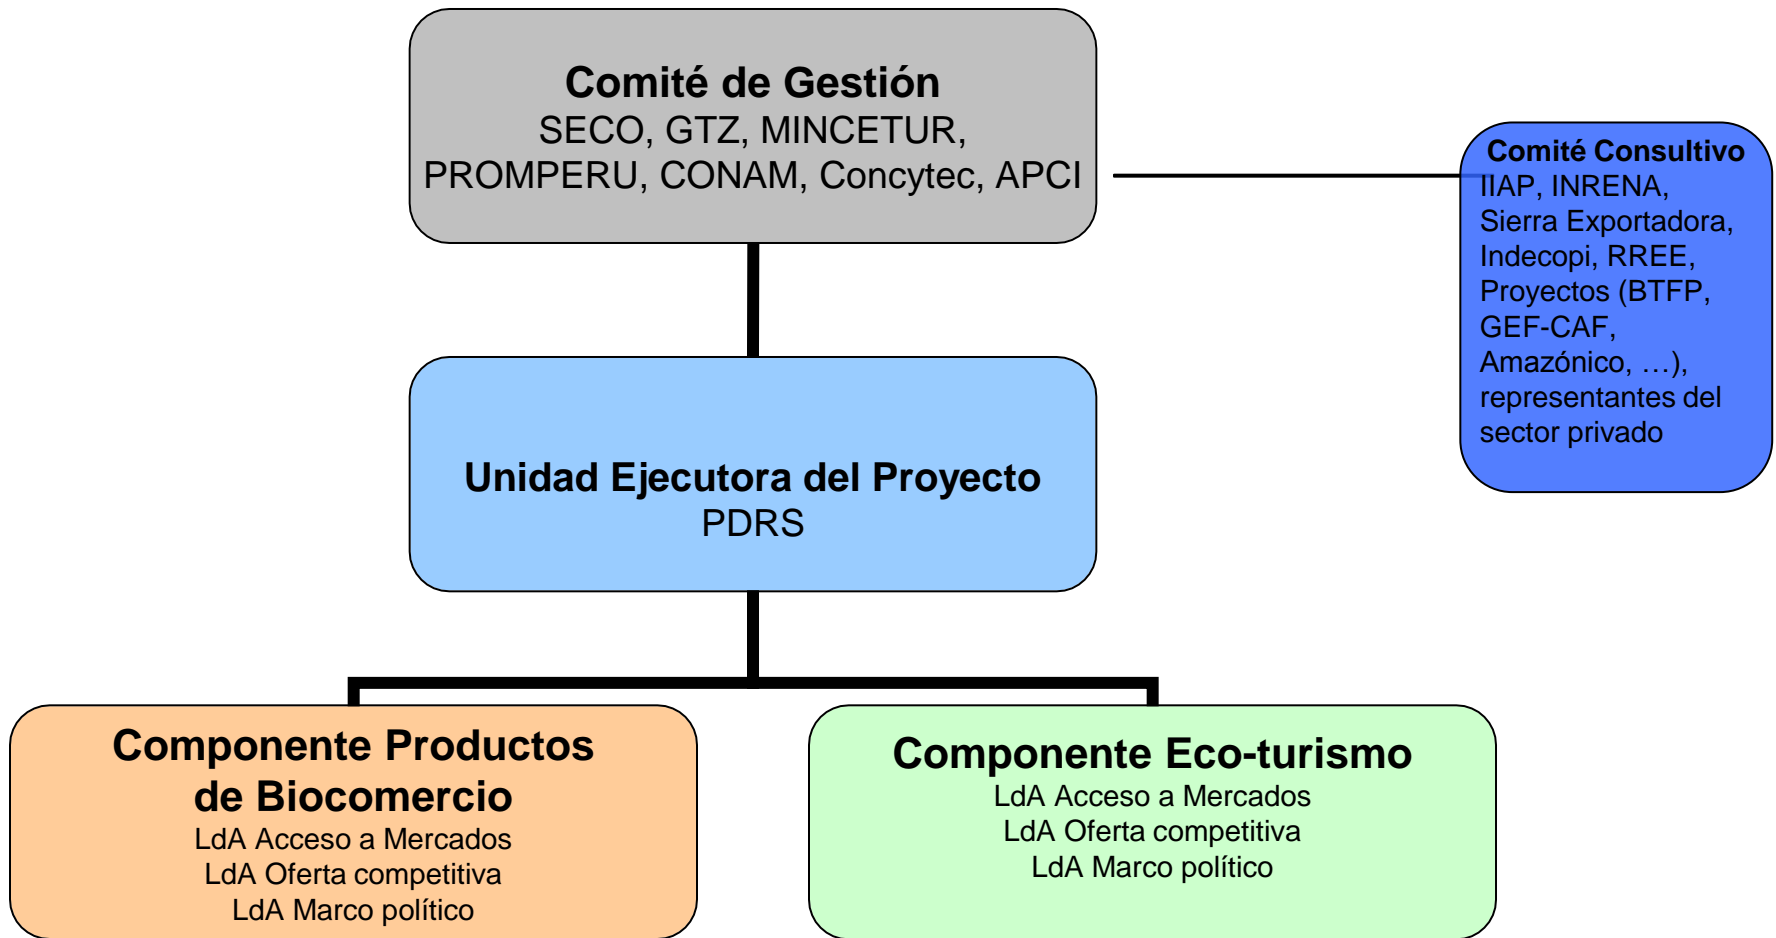 Comité de Gestión
SECO, GTZ, MINCETUR,
PROMPERU, CONAM, Concytec, APCI
Comité Consultivo
IIAP, INRENA,
Sierra Exportadora,
Indecopi, RREE,
Proyectos (BTFP,
GEF-CAF,
Amazónico, …),
representantes del
sector privado
Unidad Ejecutora del Proyecto
PDRS
Componente Productos
de Biocomercio
LdA Acceso a Mercados
LdA Oferta competitiva
LdA Marco político
Componente Eco-turismo
LdA Acceso a Mercados
LdA Oferta competitiva
LdA Marco político